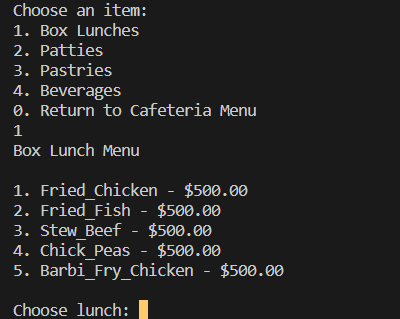 Choose an item:
1. Box Lunches
2. Patties
3. Pastries
4. Beverages
0. Return to Cafeteria Menu
1
Box Lunch Menu
1. Fried_Chicken - $500.00
2. Fried_Fish - $500.00
3. Stew_Beef - $500.00
4. Chick_Peas - $500.00
5. Barbi_Fry_Chicken - $500.00
Choose lunch: